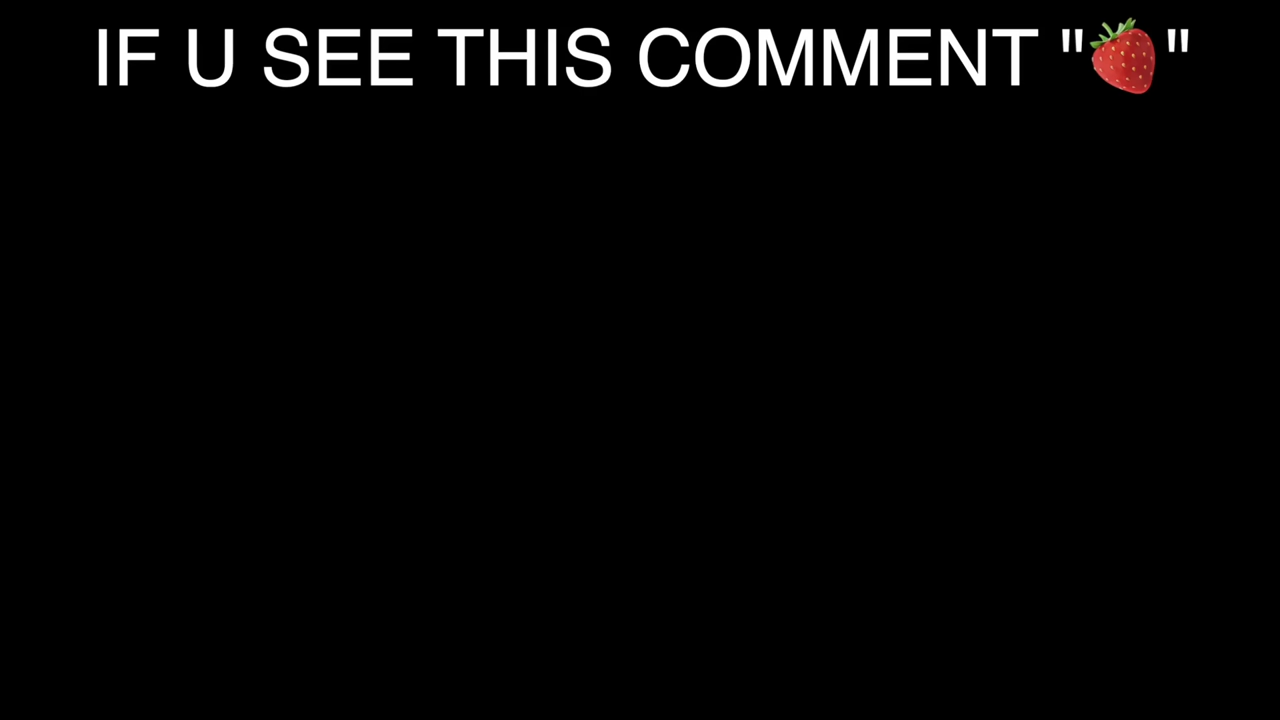 IF U SEE THIS COMMENT "🍓"